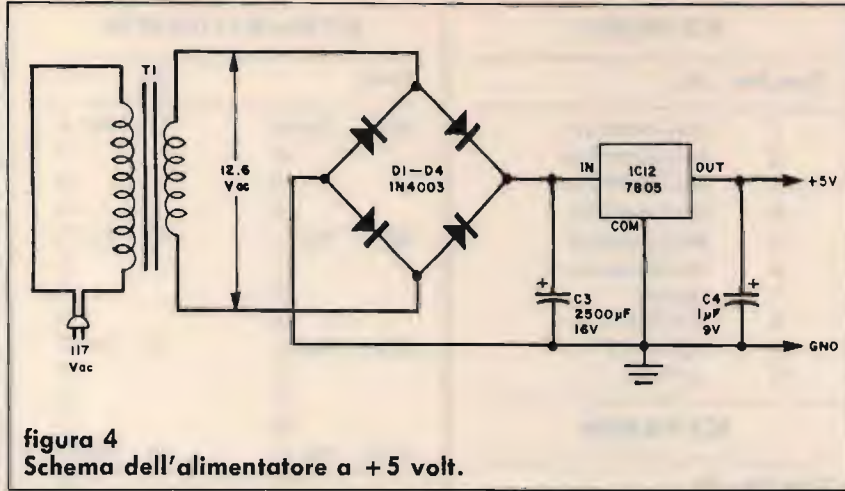 T1
12.6
Vac
117
Vac
D1–D4
1N4003
IN
IC12
7805
OUT
COM
+5V
+
C3
2500µF
16V
+
C4
1µF
9V
GND
figura 4
Schema dell'alimentatore a +5 volt.